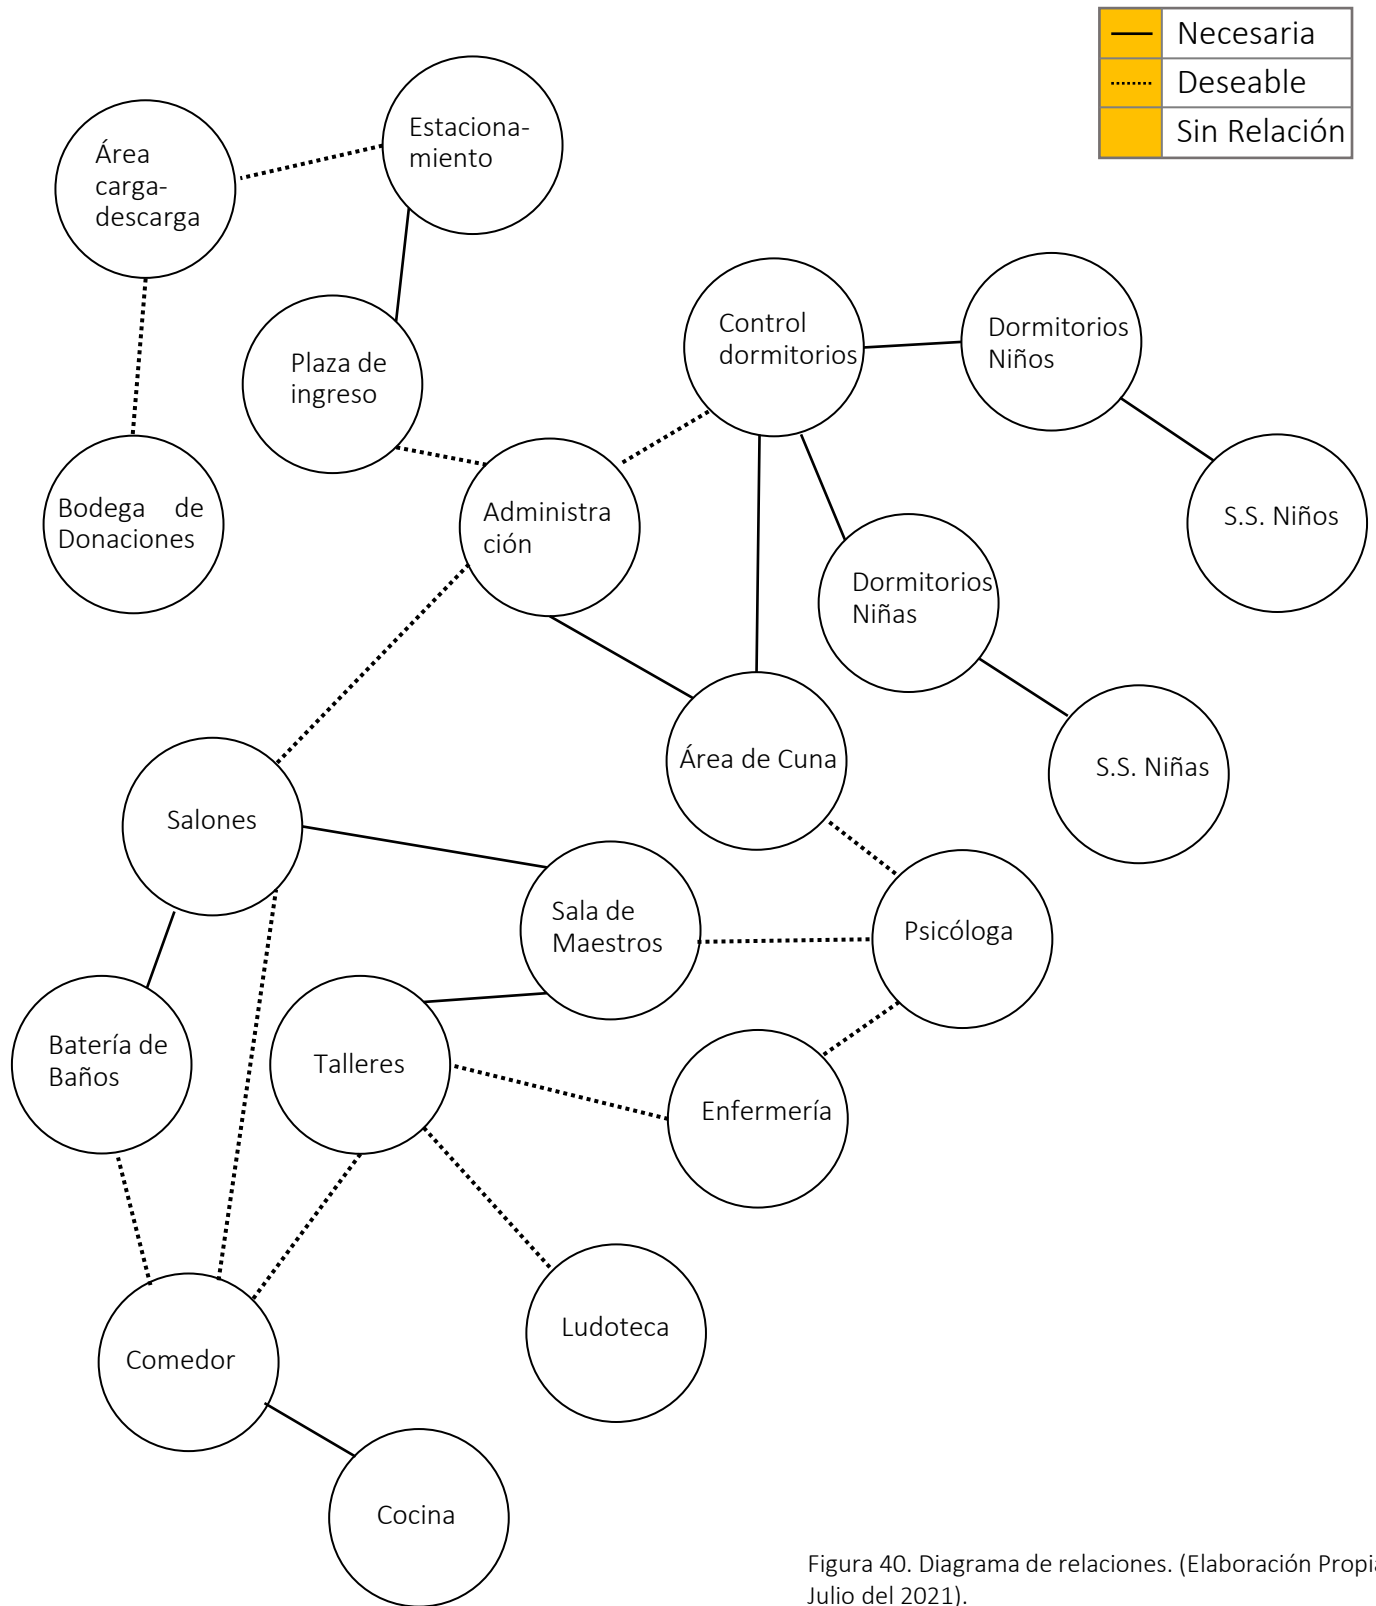 Necesaria
Deseable
Sin Relación
Estaciona-
miento
Área
carga-
descarga
Control
dormitorios
Dormitorios
Niños
Plaza de
ingreso
Bodega de
Donaciones
Administra
ción
S.S. Niños
Dormitorios
Niñas
Área de Cuna
S.S. Niñas
Salones
Sala de
Maestros
Psicóloga
Batería de
Baños
Talleres
Enfermería
Ludoteca
Comedor
Cocina
Figura 40. Diagrama de relaciones. (Elaboración Propia
Julio del 2021).